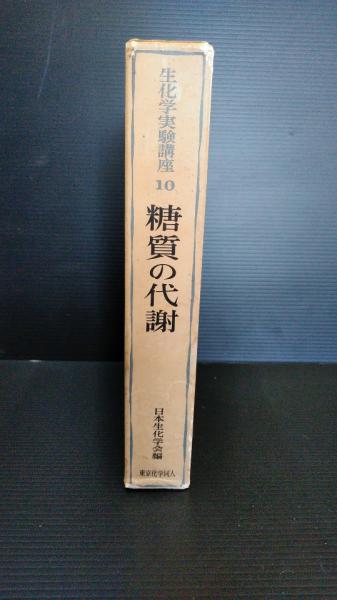 生化学実験講座
10
糖質の代謝
日本生化学会編
東京化学同人